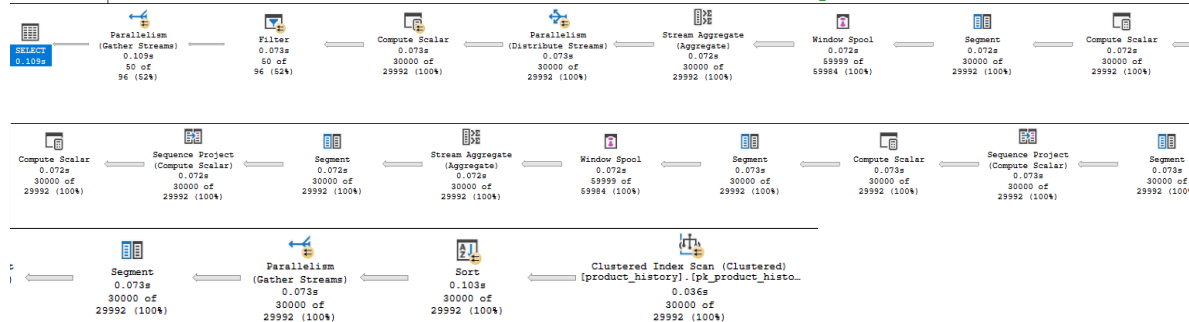 SELECT
0.109s
Parallelism
(Gather Streams)
0.109s
50 of
96 (52%)
Filter
0.073s
50 of
96 (52%)
Compute Scalar
0.073s
30000 of
29992 (100%)
Parallelism
(Distribute Streams)
0.073s
30000 of
29992 (100%)
Stream Aggregate
(Aggregate)
0.072s
30000 of
29992 (100%)
Window Spool
0.072s
59999 of
59984 (100%)
Segment
0.072s
30000 of
29992 (100%)
Compute Scalar
0.072s
30000 of
29992 (100%)
Compute Scalar
0.072s
30000 of
29992 (100%)
Sequence Project
(Compute Scalar)
0.072s
30000 of
29992 (100%)
Segment
0.072s
30000 of
29992 (100%)
Stream Aggregate
(Aggregate)
0.072s
30000 of
29992 (100%)
Window Spool
0.072s
59999 of
59984 (100%)
Segment
0.073s
30000 of
29992 (100%)
Compute Scalar
0.073s
30000 of
29992 (100%)
Sequence Project
(Compute Scalar)
0.073s
30000 of
29992 (100%)
Segment
0.073s
30000 of
29992 (100%
Segment
0.073s
30000 of
29992 (100%)
Parallelism
(Gather Streams)
0.073s
30000 of
29992 (100%)
Sort
0.103s
30000 of
29992 (100%)
Clustered Index Scan (Clustered)
[product_history].[pk_product_histo...
0.036s
30000 of
29992 (100%)